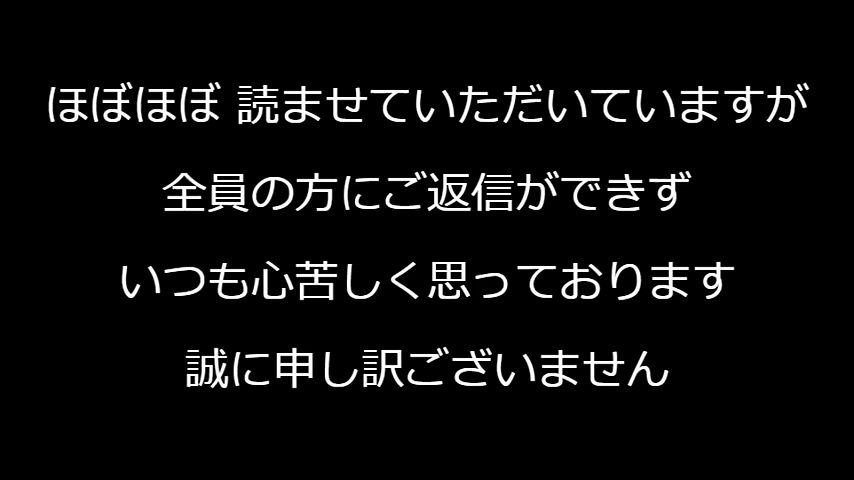 ほぼほぼ 読ませていただいていますが
全員の方にご返信ができず
いつも心苦しく思っております
誠に申し訳ございません